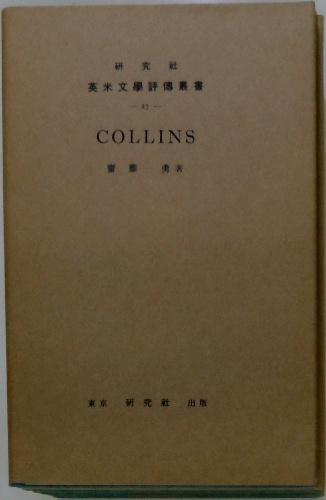 研究社
英米文學評傳叢書
— 27 —
COLLINS
齋藤 勇著
東京 研究社 出版